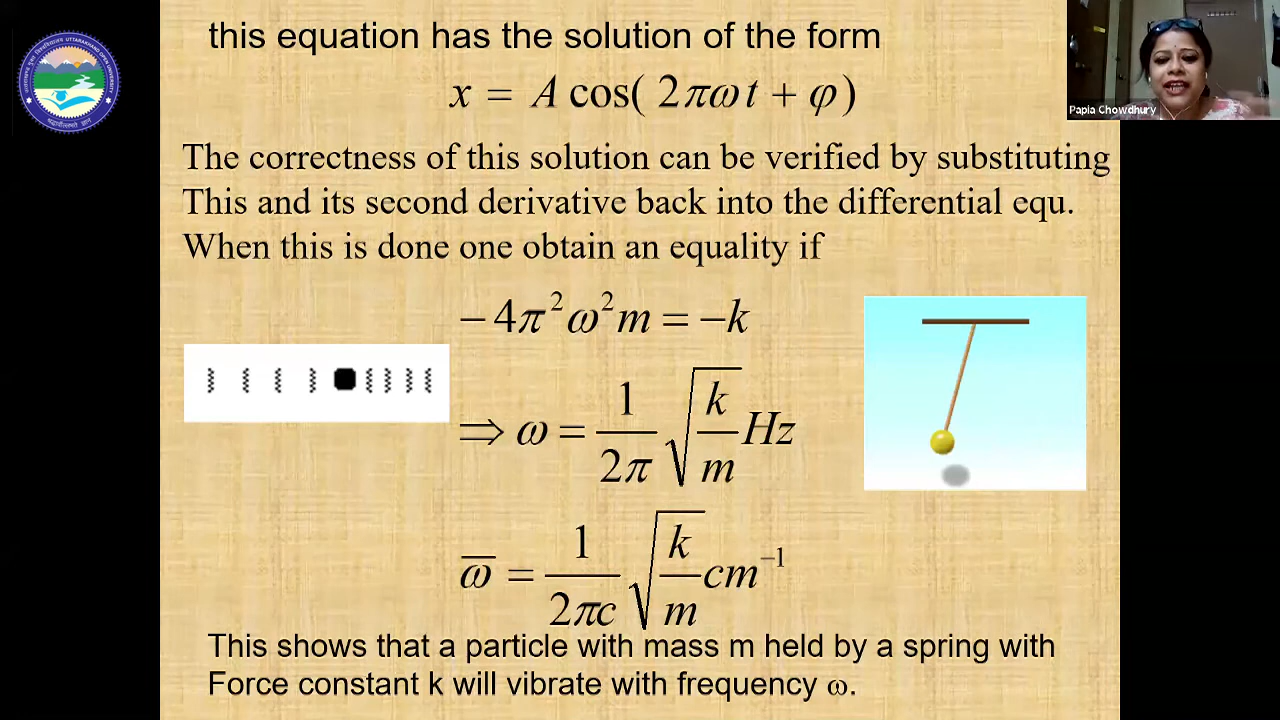 this equation has the solution of the form
x = A cos( 2πω t + φ )
Papia Chowdhury
The correctness of this solution can be verified by substituting
This and its second derivative back into the differential equ.
When this is done one obtain an equality if
− 4π²ω²m = −k
⇒ ω = 1/2π √(k/m) Hz
ω̅ = 1/2πc √(k/m) cm⁻¹
This shows that a particle with mass m held by a spring with
Force constant k will vibrate with frequency ω.